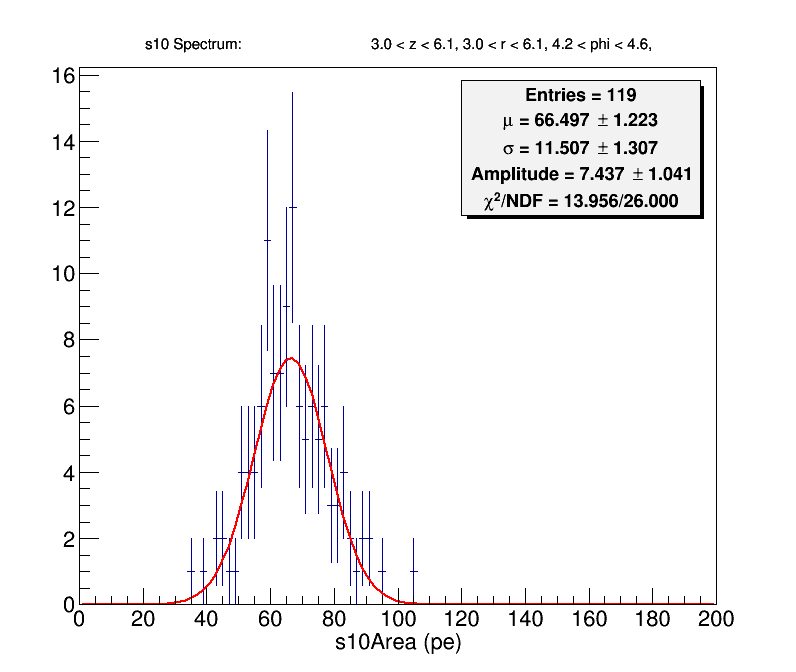 s10 Spectrum: 3.0 < z < 6.1, 3.0 < r < 6.1, 4.2 < phi < 4.6,
Entries = 119
μ = 66.497 ± 1.223
σ = 11.507 ± 1.307
Amplitude = 7.437 ± 1.041
χ²/NDF = 13.956/26.000
16
14
12
10
8
6
4
2
0
0 20 40 60 80 100 120 140 160 180 200
s10Area (pe)